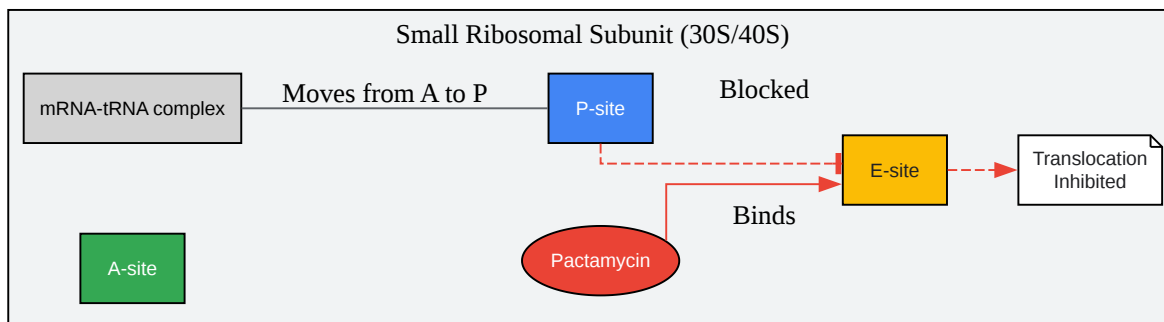 Small Ribosomal Subunit (30S/40S)
mRNA-tRNA complex
Moves from A to P
P-site
Blocked
E-site
Translocation
Inhibited
Binds
A-site
Pactamycin